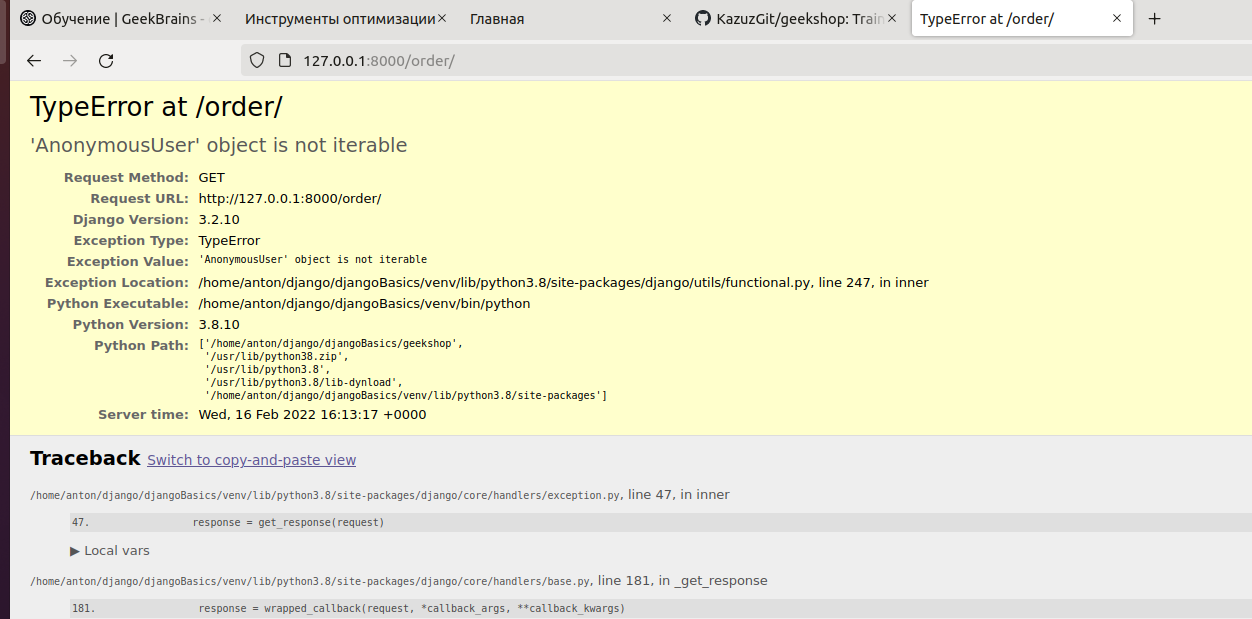 Обучение | GeekBrains - Инструменты оптимизации Главная KazuzGit/geekshop: Train TypeError at /order/
127.0.0.1:8000/order/
TypeError at /order/
'AnonymousUser' object is not iterable
Request Method: GET
Request URL: http://127.0.0.1:8000/order/
Django Version: 3.2.10
Exception Type: TypeError
Exception Value: 'AnonymousUser' object is not iterable
Exception Location: /home/anton/django/djangoBasics/venv/lib/python3.8/site-packages/django/utils/functional.py, line 247, in inner
Python Executable: /home/anton/django/djangoBasics/venv/bin/python
Python Version: 3.8.10
Python Path: ['/home/anton/django/djangoBasics/geekshop',
'/usr/lib/python38.zip',
'/usr/lib/python3.8',
'/usr/lib/python3.8/lib-dynload',
'/home/anton/django/djangoBasics/venv/lib/python3.8/site-packages']
Server time: Wed, 16 Feb 2022 16:13:17 +0000
Traceback Switch to copy-and-paste view
/home/anton/django/djangoBasics/venv/lib/python3.8/site-packages/django/core/handlers/exception.py, line 47, in inner
47. response = get_response(request)
▶ Local vars
/home/anton/django/djangoBasics/venv/lib/python3.8/site-packages/django/core/handlers/base.py, line 181, in _get_response
181. response = wrapped_callback(request, *callback_args, **callback_kwargs)